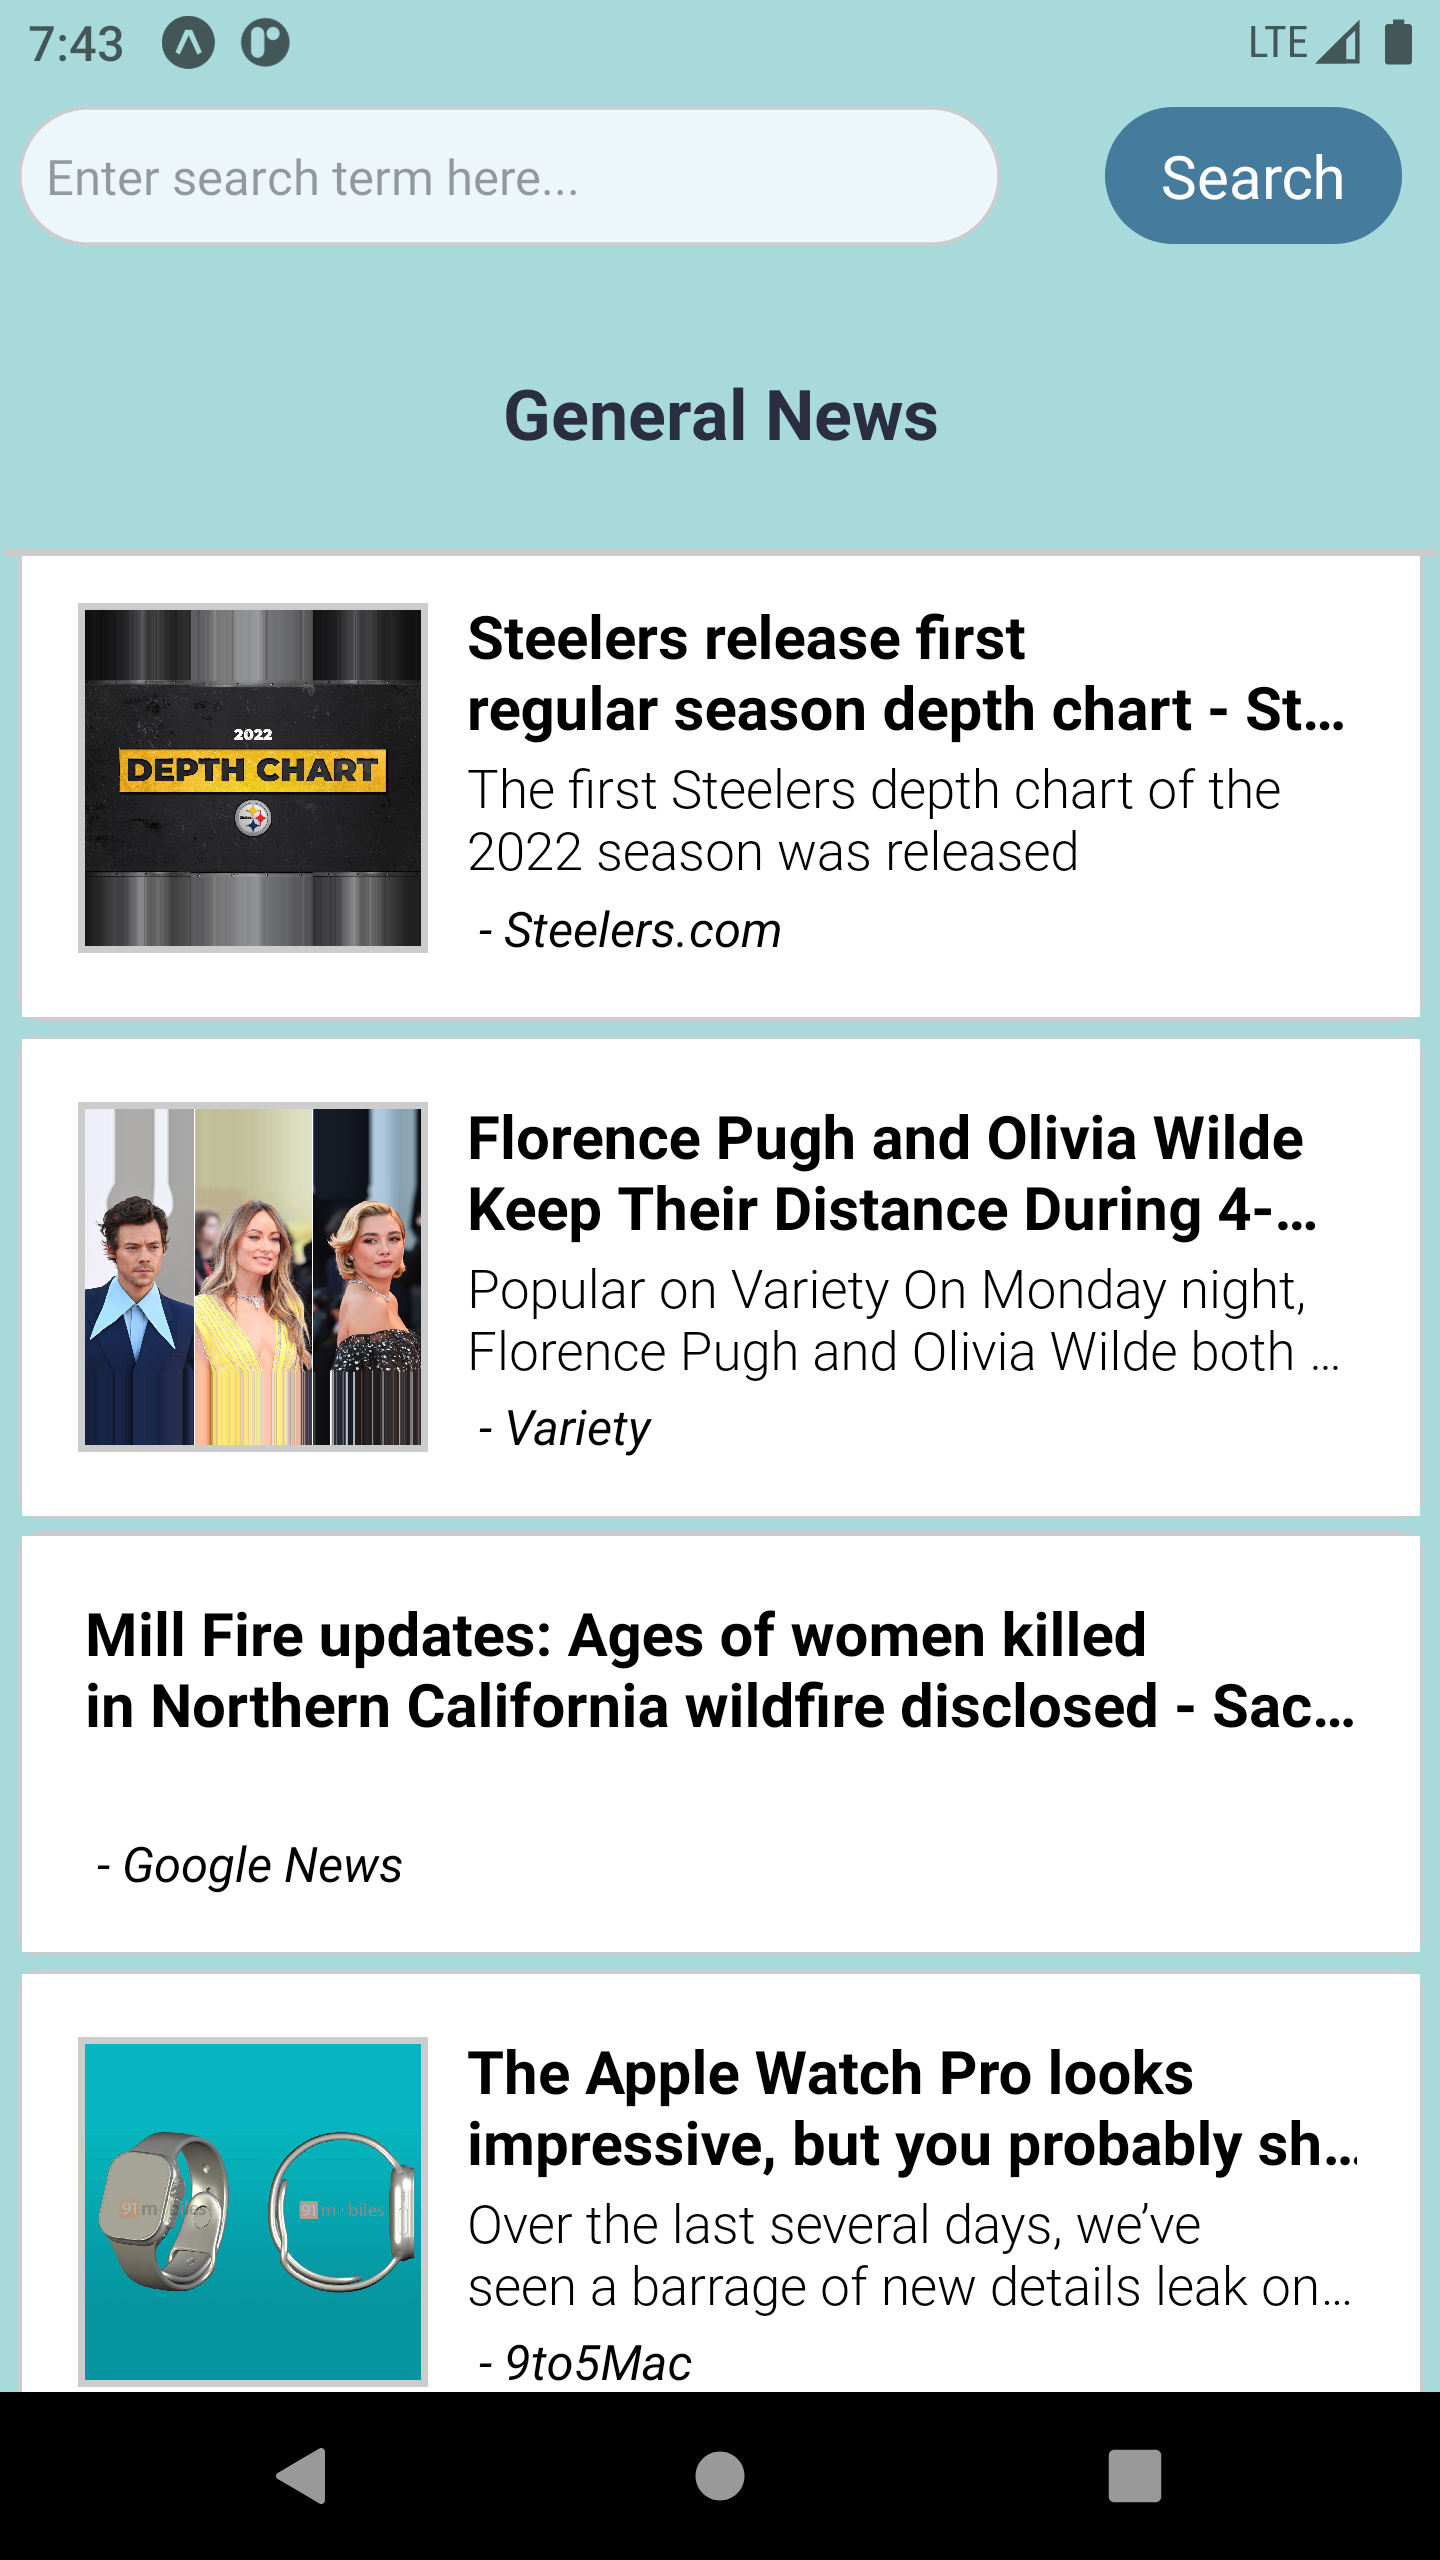 7:43
LTE
Enter search term here...
Search
General News
2022
DEPTH CHART
Steelers release first
regular season depth chart - St...
The first Steelers depth chart of the
2022 season was released
- Steelers.com
Florence Pugh and Olivia Wilde
Keep Their Distance During 4-...
Popular on Variety On Monday night,
Florence Pugh and Olivia Wilde both ...
- Variety
Mill Fire updates: Ages of women killed
in Northern California wildfire disclosed - Sac...
- Google News
91mobiles
91mobiles
The Apple Watch Pro looks
impressive, but you probably sh...
Over the last several days, we’ve
seen a barrage of new details leak on...
- 9to5Mac